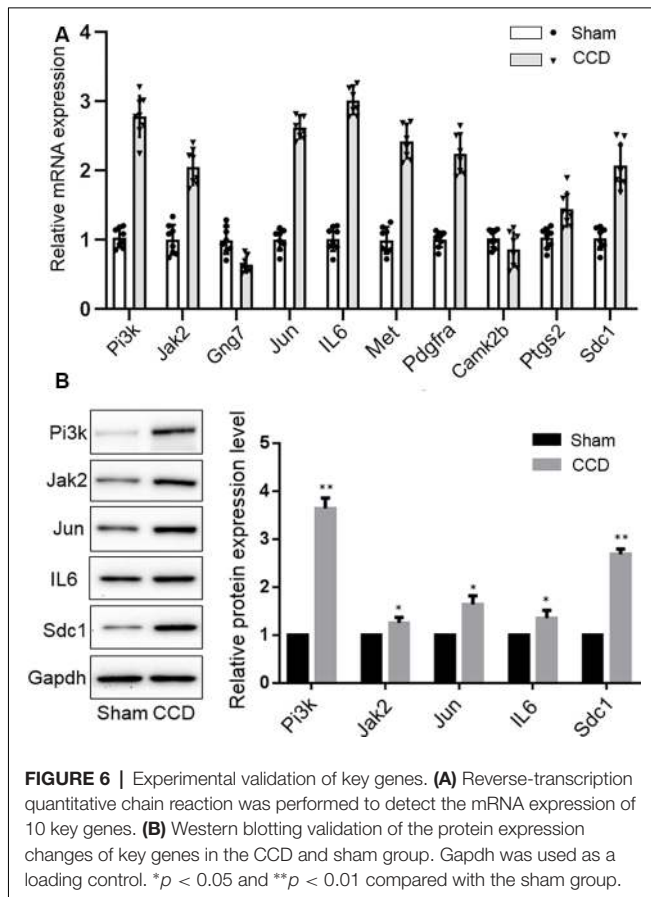 A
Sham
CCD
Relative mRNA expression
4
3
2
1
0
Pi3k
Jak2
Gng7
Jun
IL6
Met
Pdgfra
Camk2b
Ptgs2
Sdc1
B
Pi3k
Jak2
Jun
IL6
Sdc1
Gapdh
Sham CCD
Relative protein expression level
5
4
3
2
1
0
Sham
CCD
**
*
*
*
**
Pi3k
Jak2
Jun
IL6
Sdc1
FIGURE 6 | Experimental validation of key genes. (A) Reverse-transcription
quantitative chain reaction was performed to detect the mRNA expression of
10 key genes. (B) Western blotting validation of the protein expression
changes of key genes in the CCD and sham group. Gapdh was used as a
loading control. *p < 0.05 and **p < 0.01 compared with the sham group.